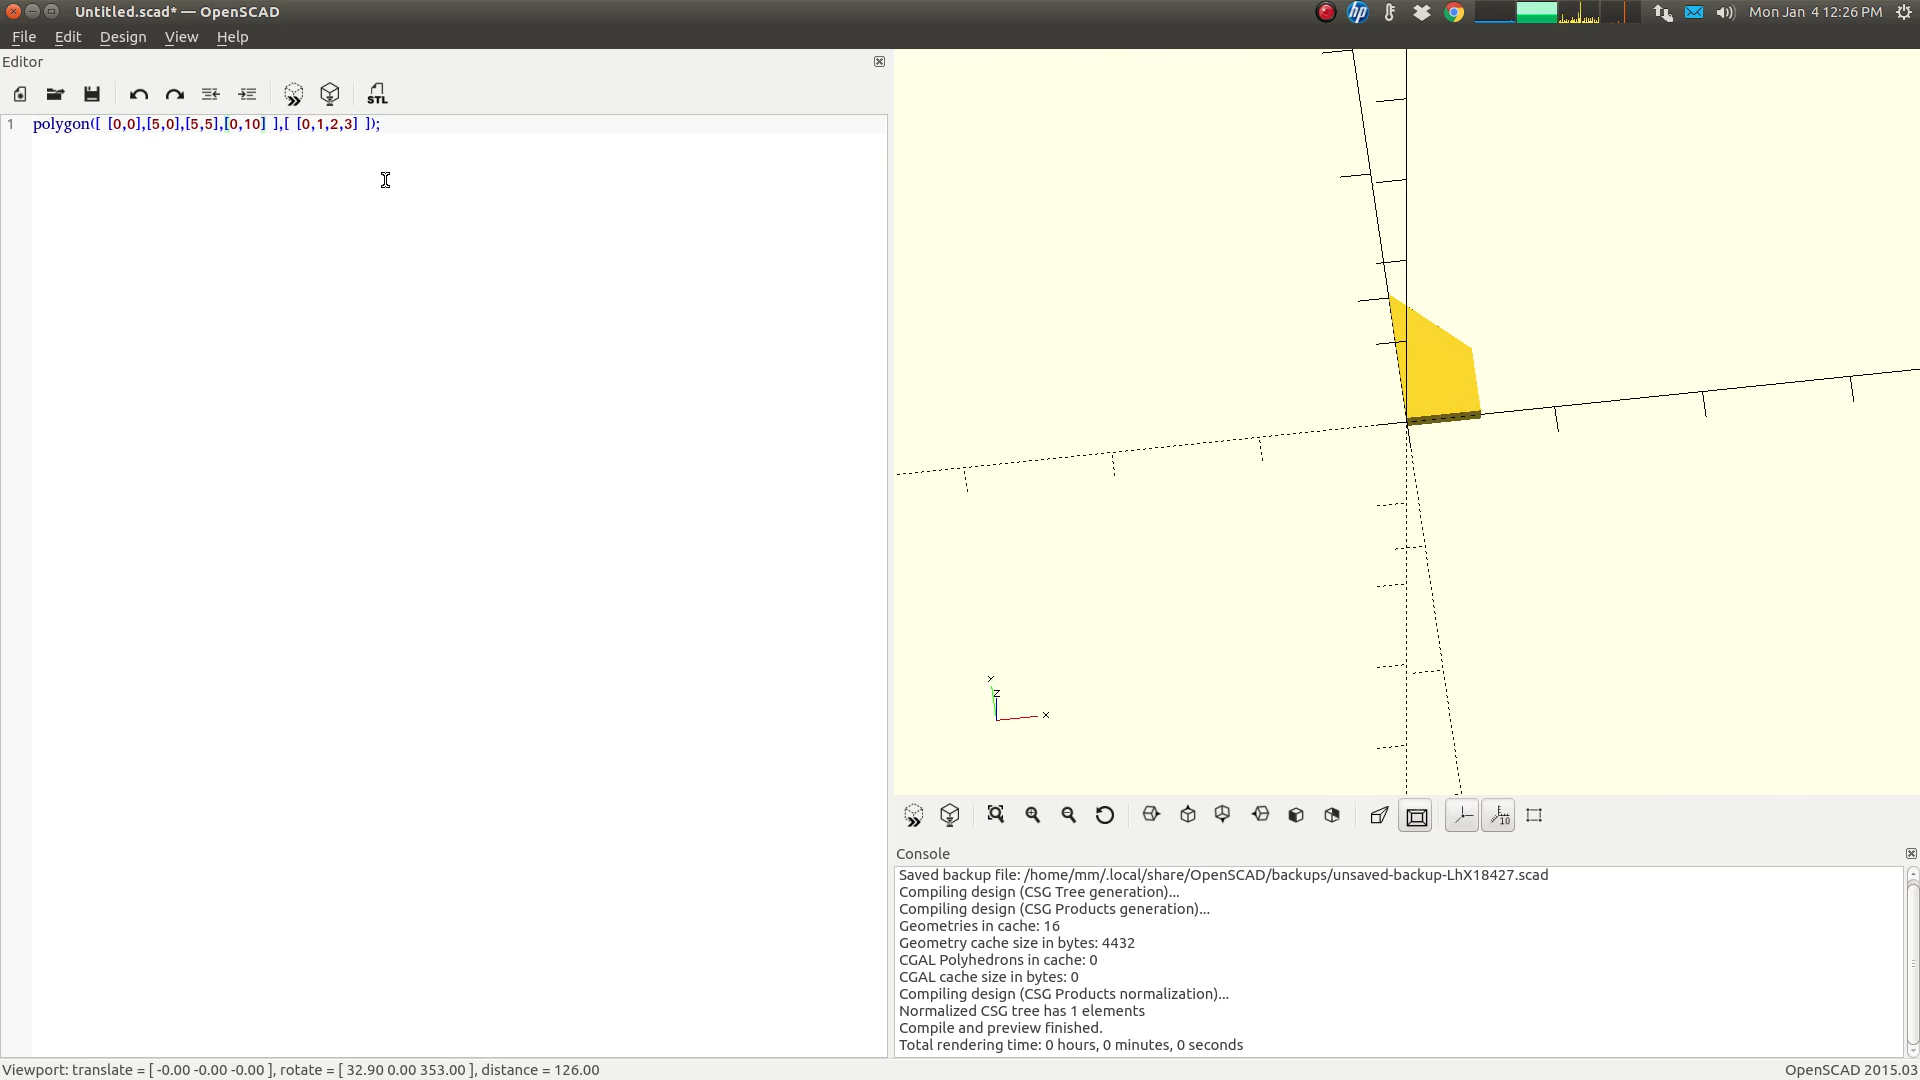 Untitled.scad* — OpenSCAD
hp
Mon Jan 4 12:26 PM
File Edit Design View Help
Editor
STL
1 polygon([ [0,0],[5,0],[5,5],[0,10] ],[ [0,1,2,3] ]);
Y
Z
X
10
Console
Saved backup file: /home/mm/.local/share/OpenSCAD/backups/unsaved-backup-LhX18427.scad
Compiling design (CSG Tree generation)...
Compiling design (CSG Products generation)...
Geometries in cache: 16
Geometry cache size in bytes: 4432
CGAL Polyhedrons in cache: 0
CGAL cache size in bytes: 0
Compiling design (CSG Products normalization)...
Normalized CSG tree has 1 elements
Compile and preview finished.
Total rendering time: 0 hours, 0 minutes, 0 seconds
Viewport: translate = [ -0.00 -0.00 -0.00 ], rotate = [ 32.90 0.00 353.00 ], distance = 126.00
OpenSCAD 2015.03